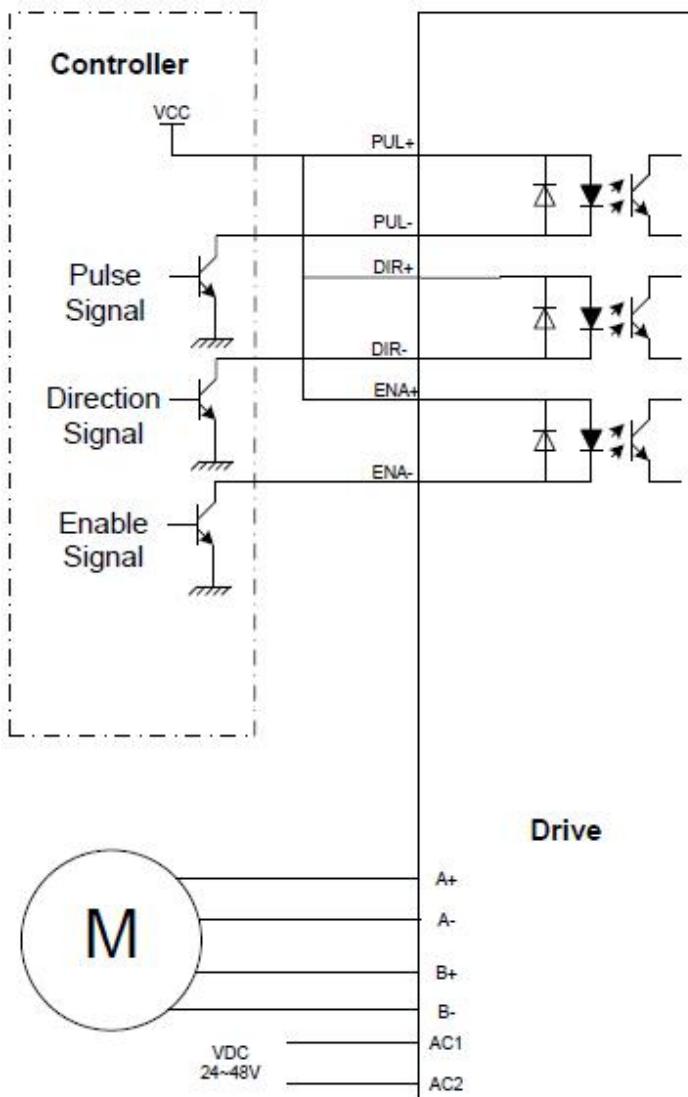 Controller
VCC
PUL+
PUL-
Pulse
Signal
DIR+
DIR-
Direction
Signal
ENA+
ENA-
Enable
Signal
Drive
M
A+
A-
B+
B-
AC1
VDC
24~48V
AC2